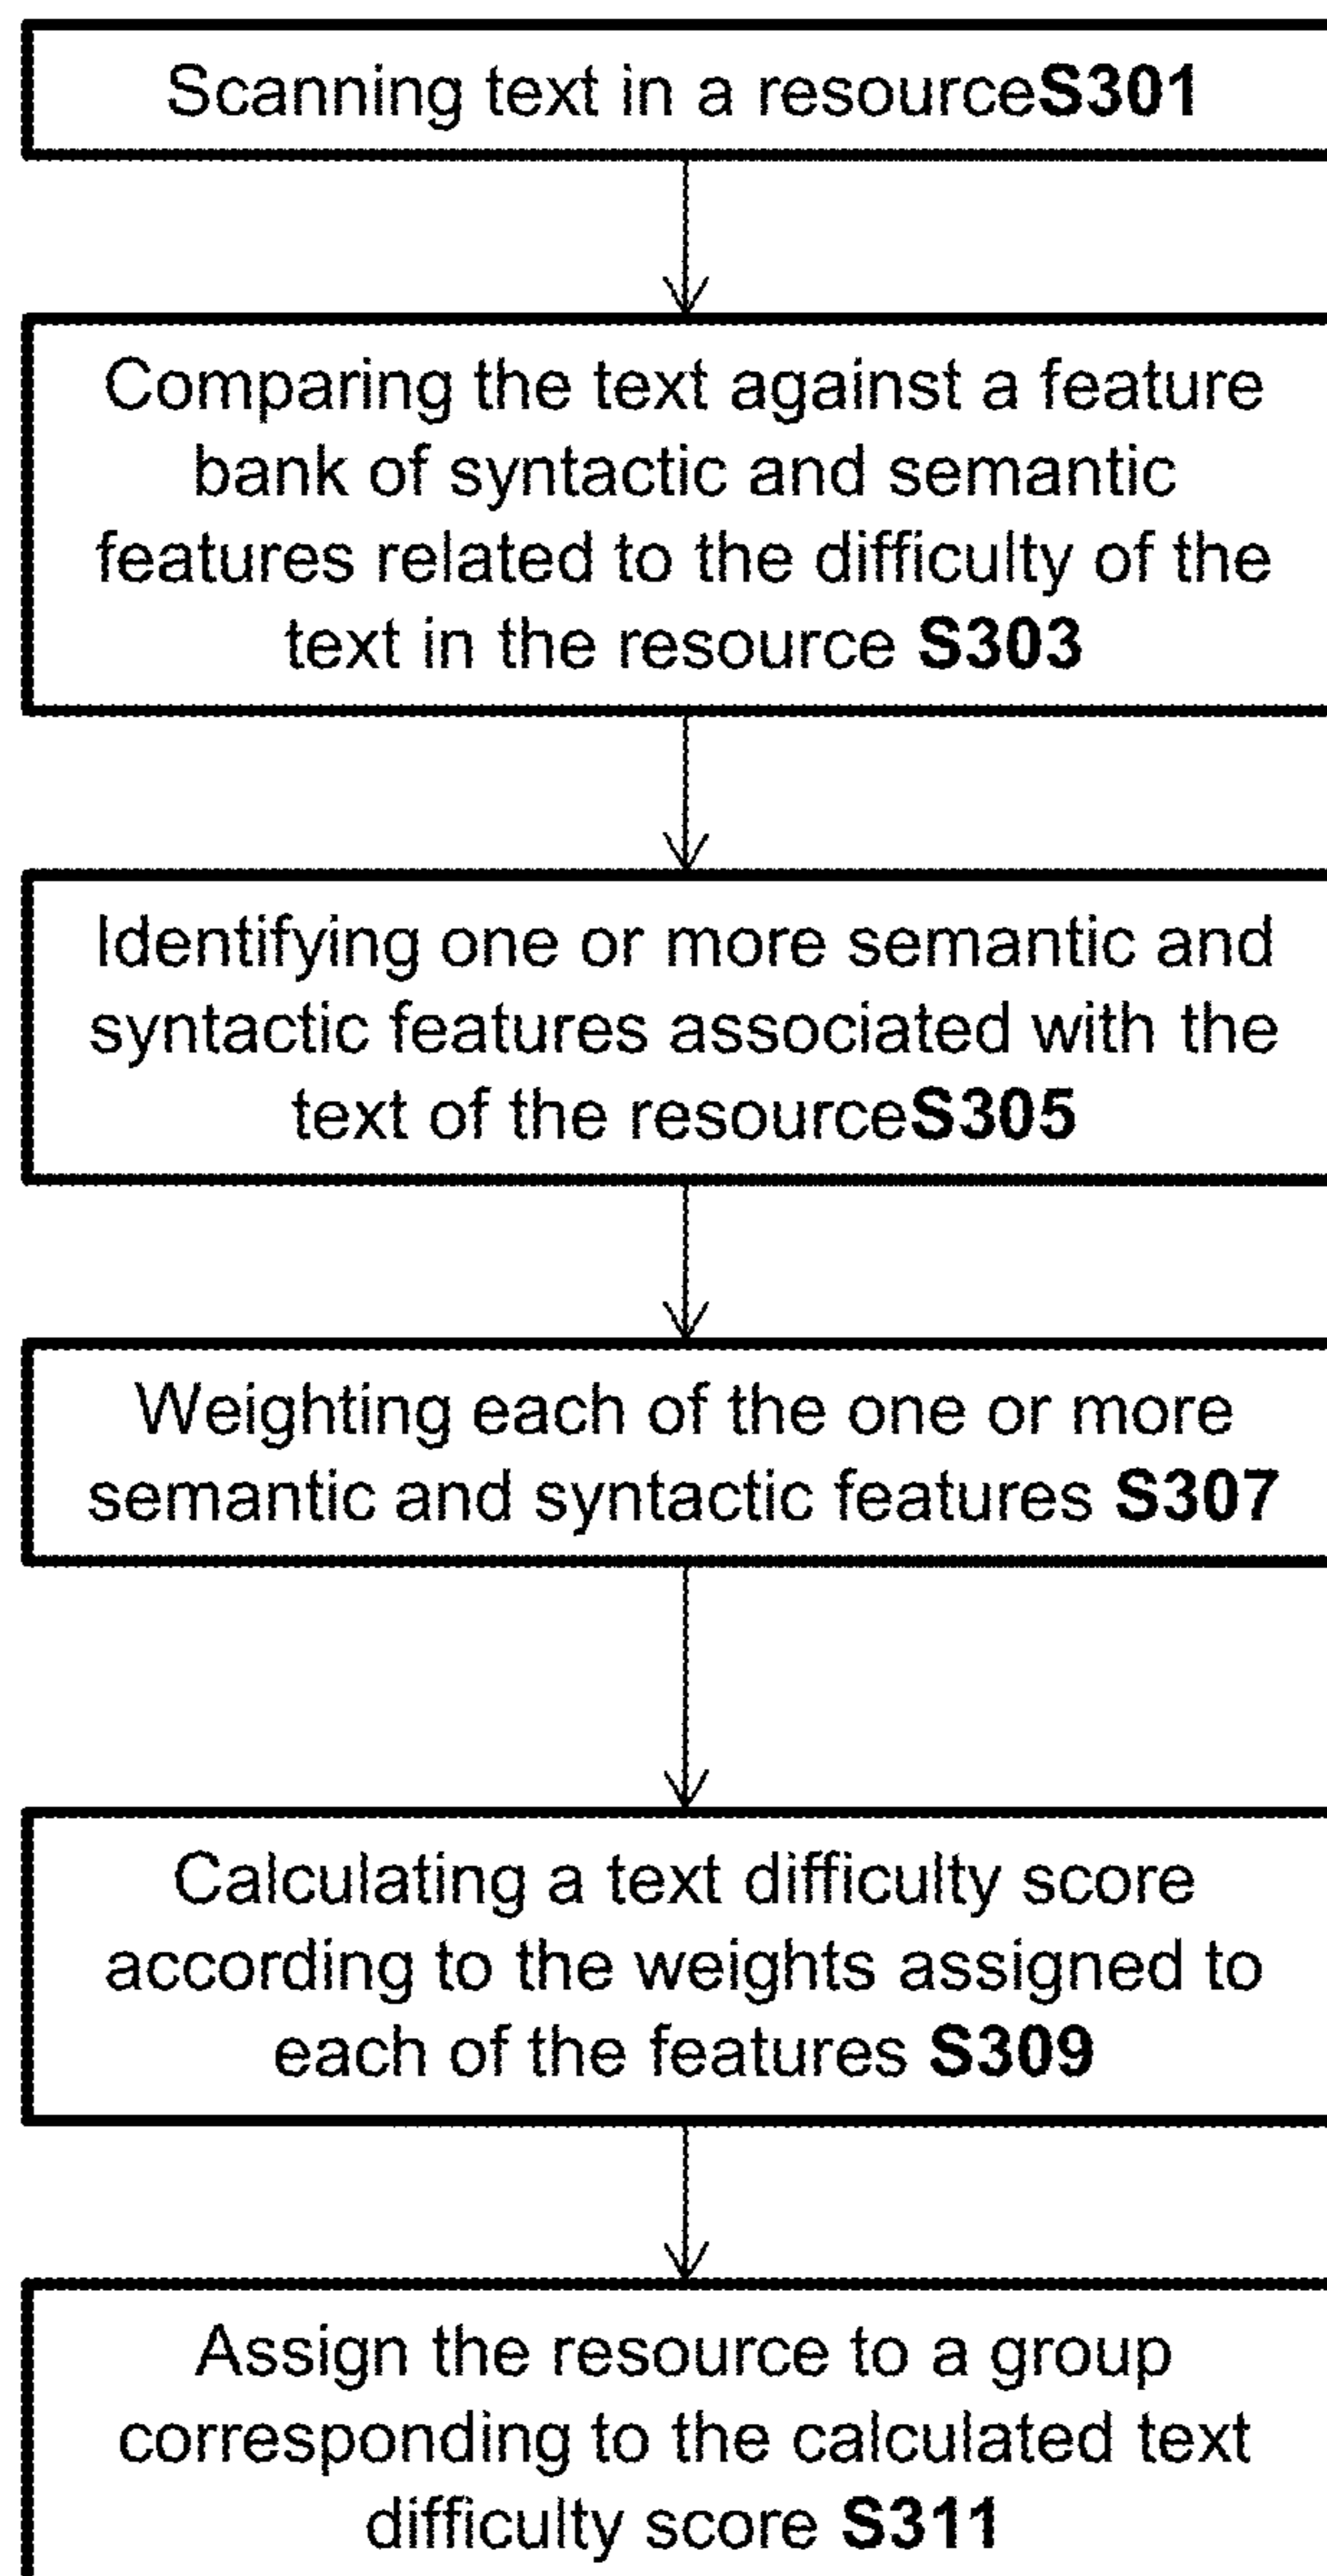 Scanning text in a resourceS301
Comparing the text against a feature
bank of syntactic and semantic
features related to the difficulty of the
text in the resource S303
Identifying one or more semantic and
syntactic features associated with the
text of the resourceS305
Weighting each of the one or more
semantic and syntactic features S307
Calculating a text difficulty score
according to the weights assigned to
each of the features S309
Assign the resource to a group
corresponding to the calculated text
difficulty score S311